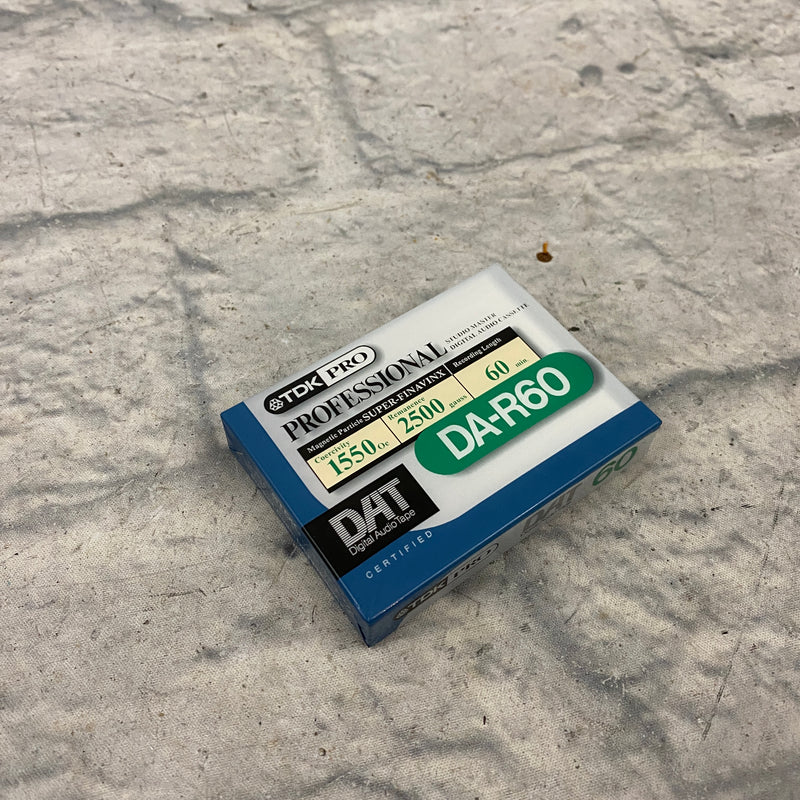 TDK PRO
PROFESSIONAL
STUDIO MASTER
DIGITAL AUDIO CASSETTE
Magnetic Particle SUPER-FINAVINX
Recording Length
Coercivity
1550 Oe
Remanence
2500 gauss
60 min.
DA-R60
DAT
Digital Audio Tape
CERTIFIED
TDK PRO
DAT 60